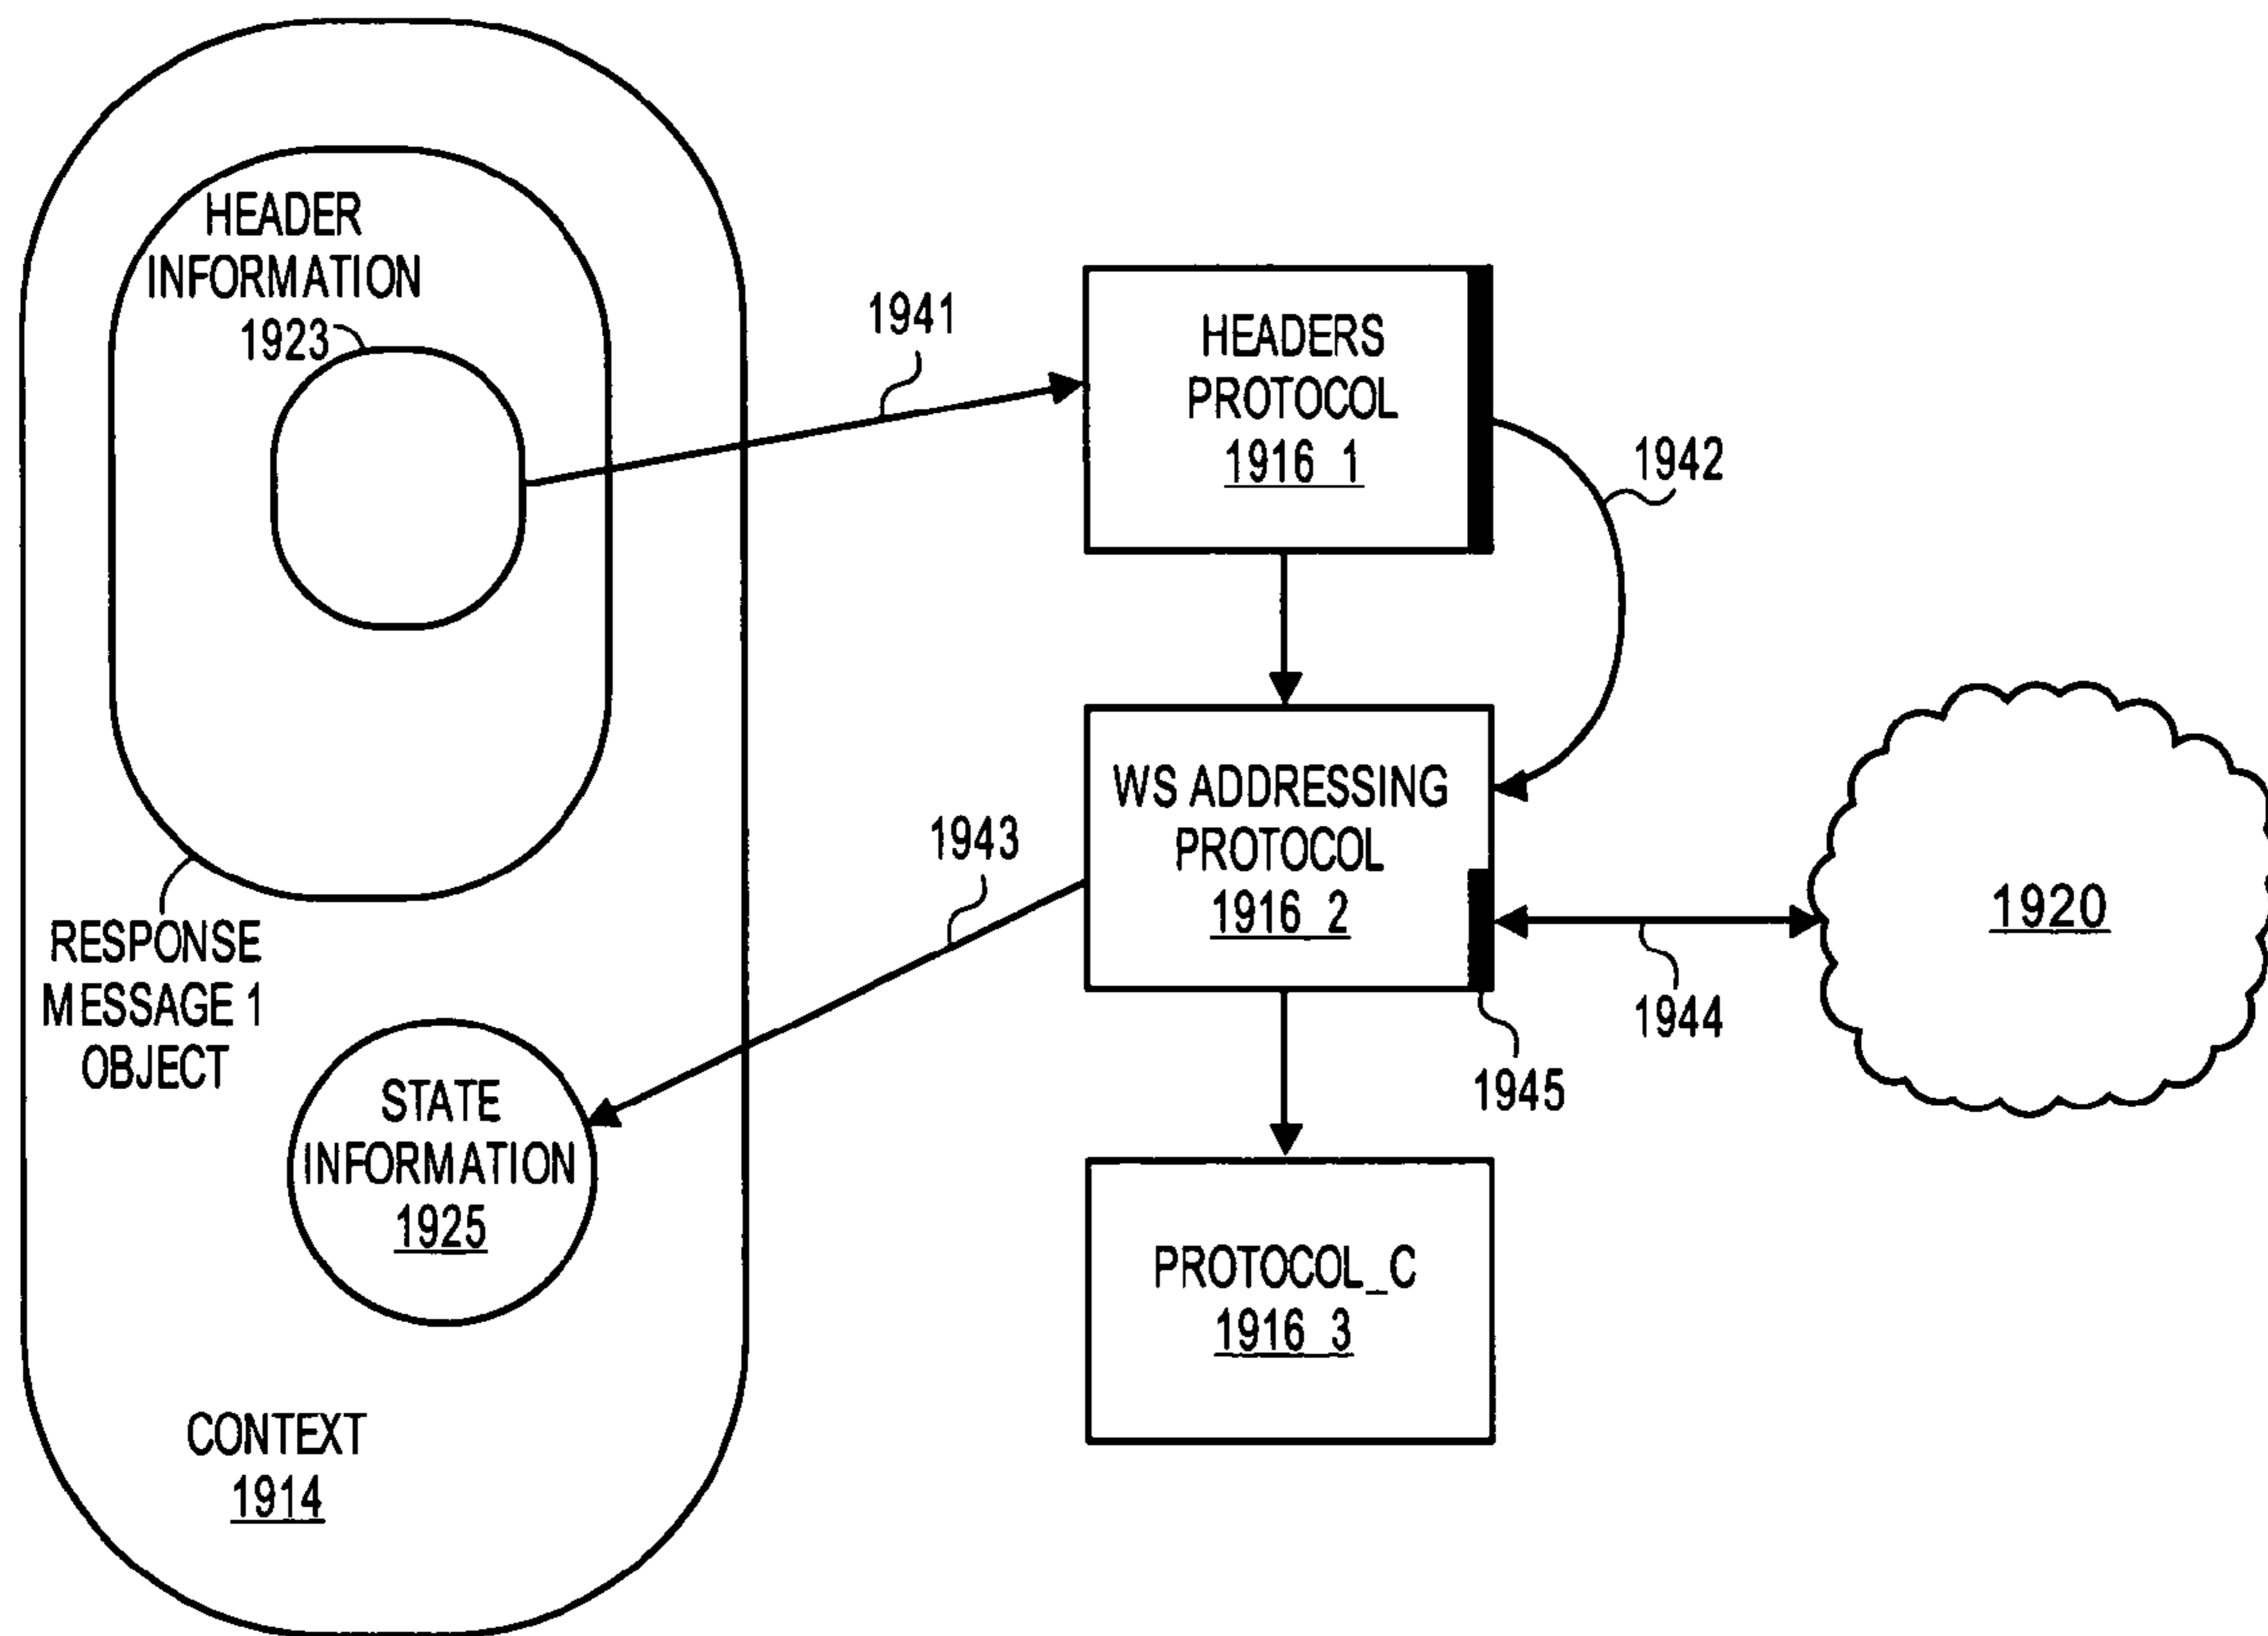 HEADER
INFORMATION
1923
1941
HEADERS
PROTOCOL
1916_1
1942
WS ADDRESSING
PROTOCOL
1916_2
1943
1920
1944
1945
RESPONSE
MESSAGE 1
OBJECT
STATE
INFORMATION
1925
PROTOCOL_C
1916_3
CONTEXT
1914